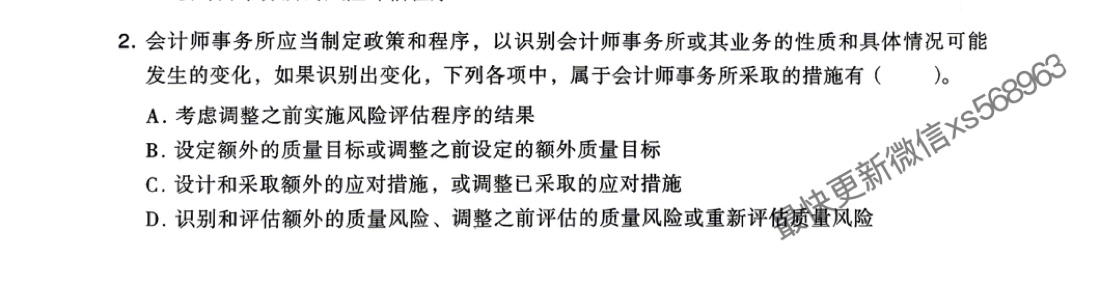 2. 会计师事务所应当制定政策和程序，以识别会计师事务所或其业务的性质和具体情况可能
发生的变化，如果识别出变化，下列各项中，属于会计师事务所采取的措施有（　　）。
A. 考虑调整之前实施风险评估程序的结果
B. 设定额外的质量目标或调整之前设定的额外质量目标
C. 设计和采取额外的应对措施，或调整已采取的应对措施
D. 识别和评估额外的质量风险、调整之前评估的质量风险或重新评估质量风险
最快更新微信xs568963